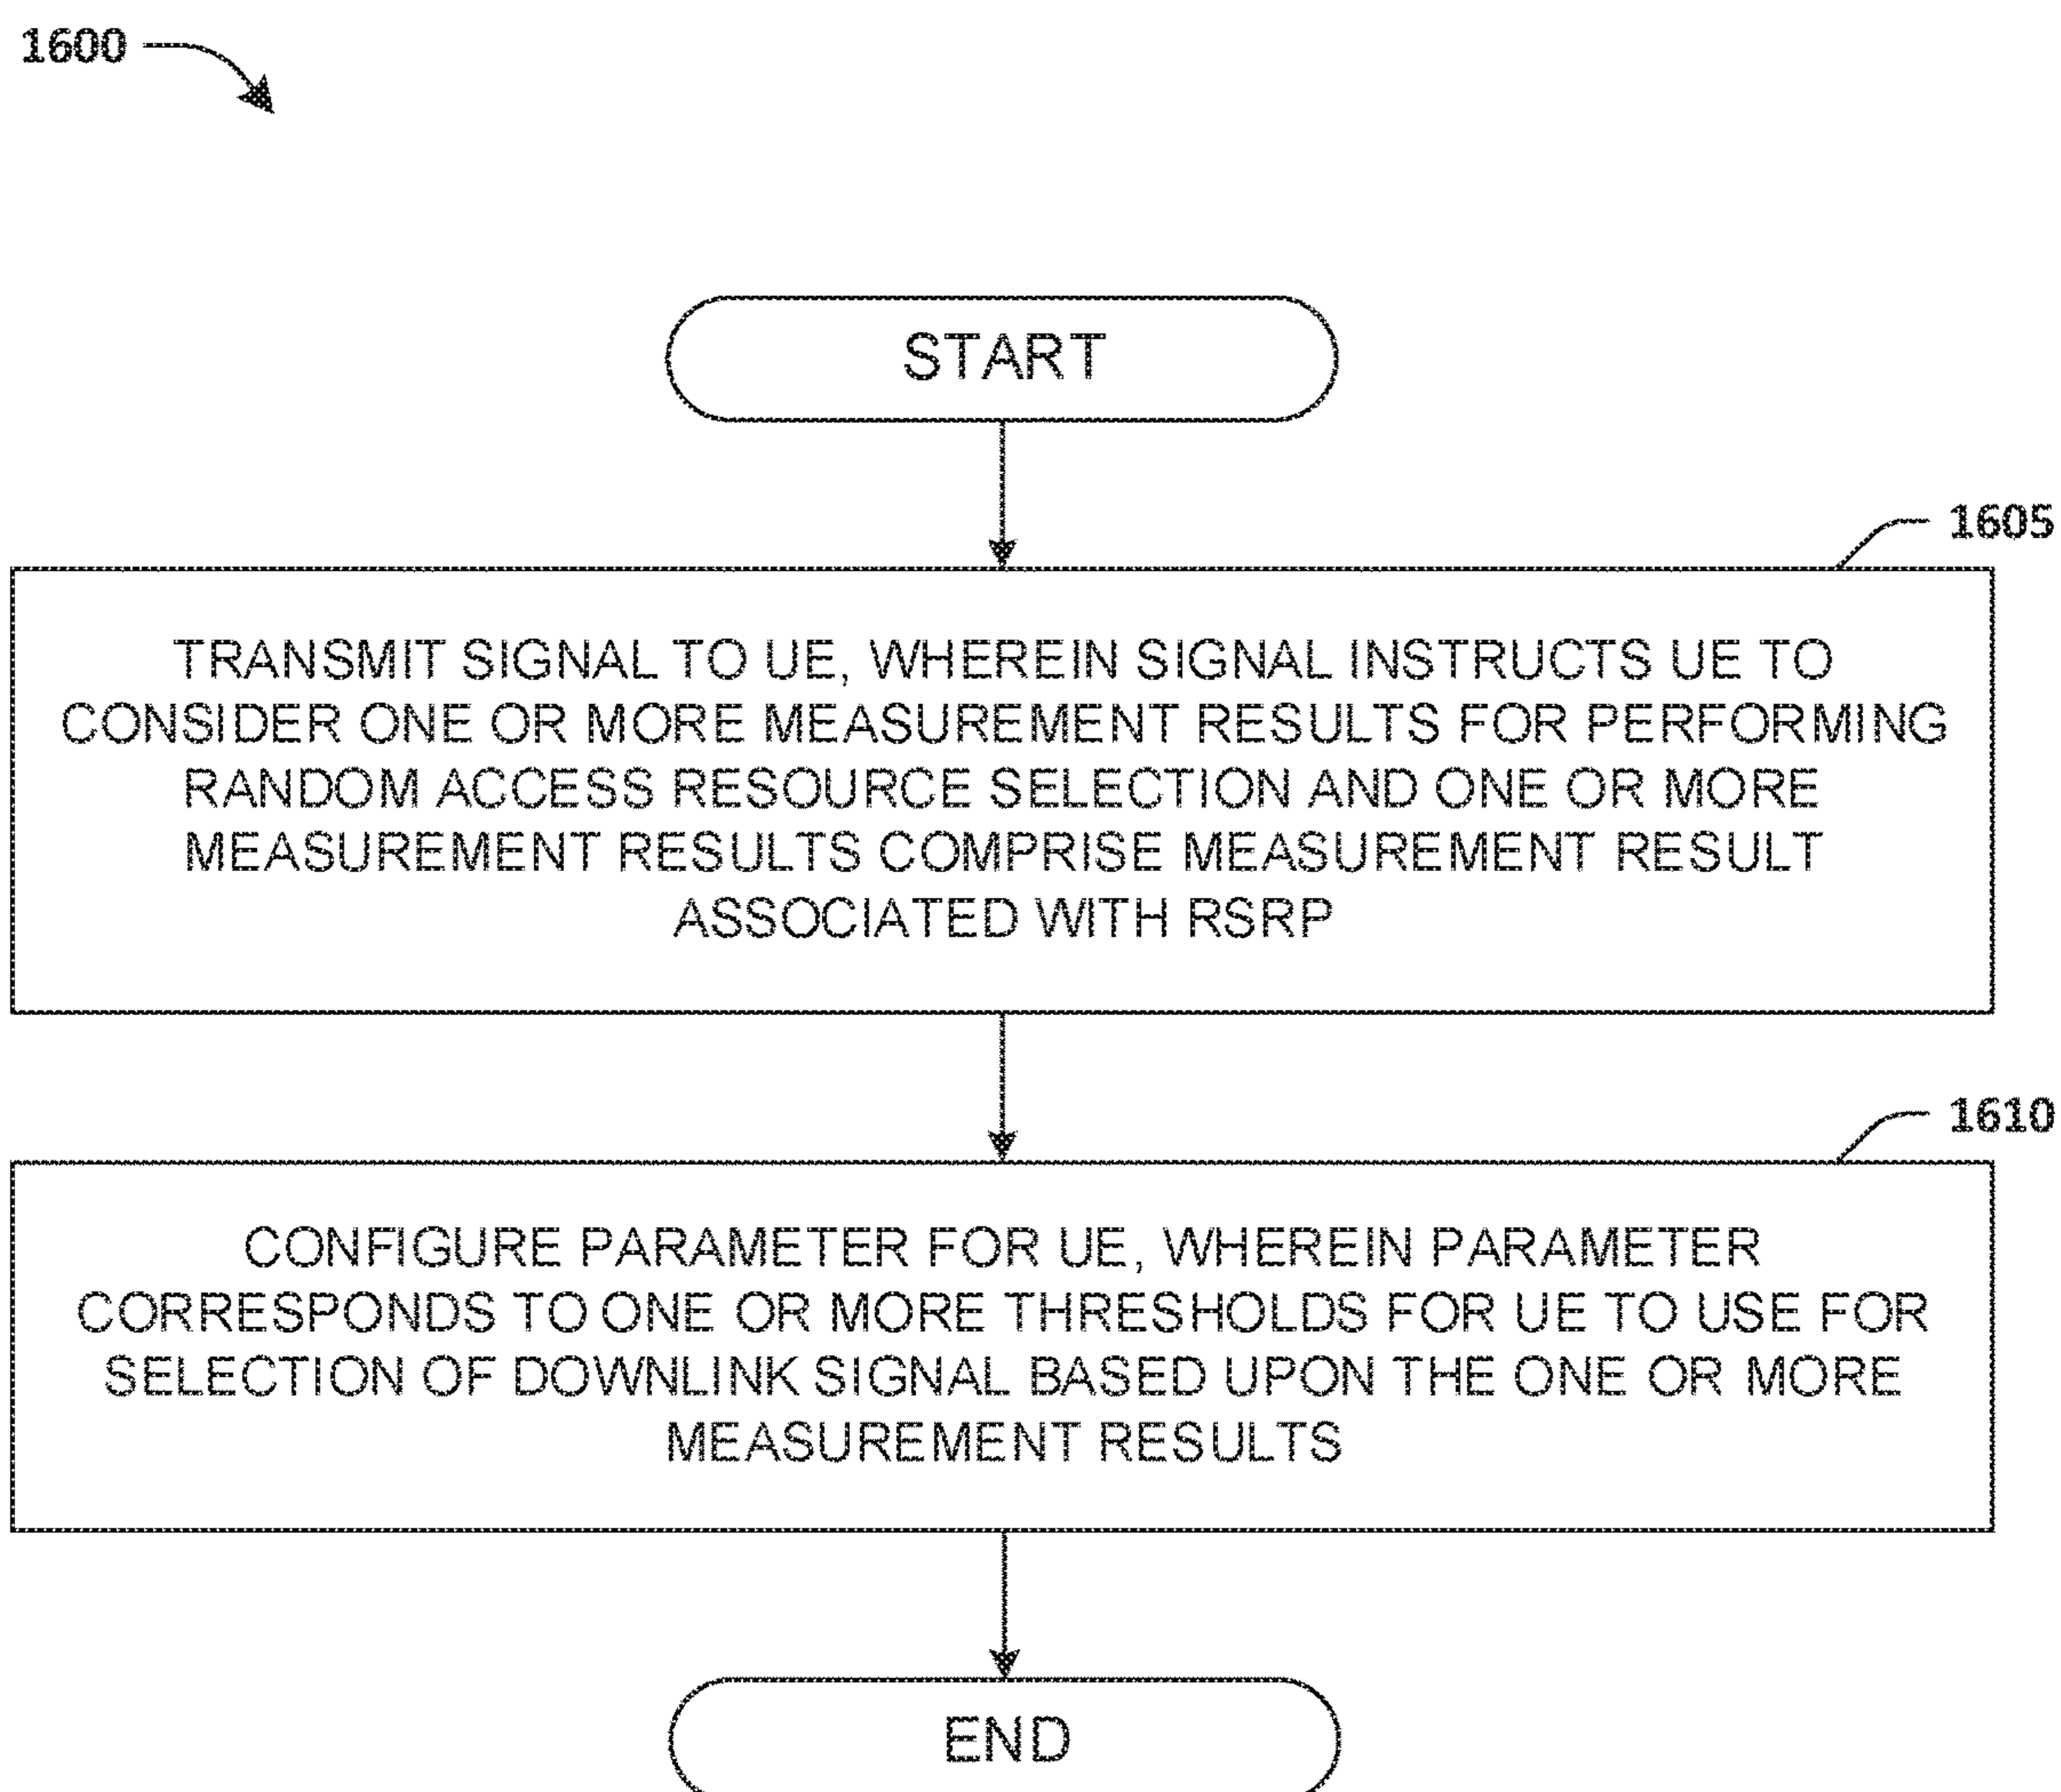 1600
START
1605
TRANSMIT SIGNAL TO UE, WHEREIN SIGNAL INSTRUCTS UE TO
CONSIDER ONE OR MORE MEASUREMENT RESULTS FOR PERFORMING
RANDOM ACCESS RESOURCE SELECTION AND ONE OR MORE
MEASUREMENT RESULTS COMPRISE MEASUREMENT RESULT
ASSOCIATED WITH RSRP
1610
CONFIGURE PARAMETER FOR UE, WHEREIN PARAMETER
CORRESPONDS TO ONE OR MORE THRESHOLDS FOR UE TO USE FOR
SELECTION OF DOWNLINK SIGNAL BASED UPON THE ONE OR MORE
MEASUREMENT RESULTS
END